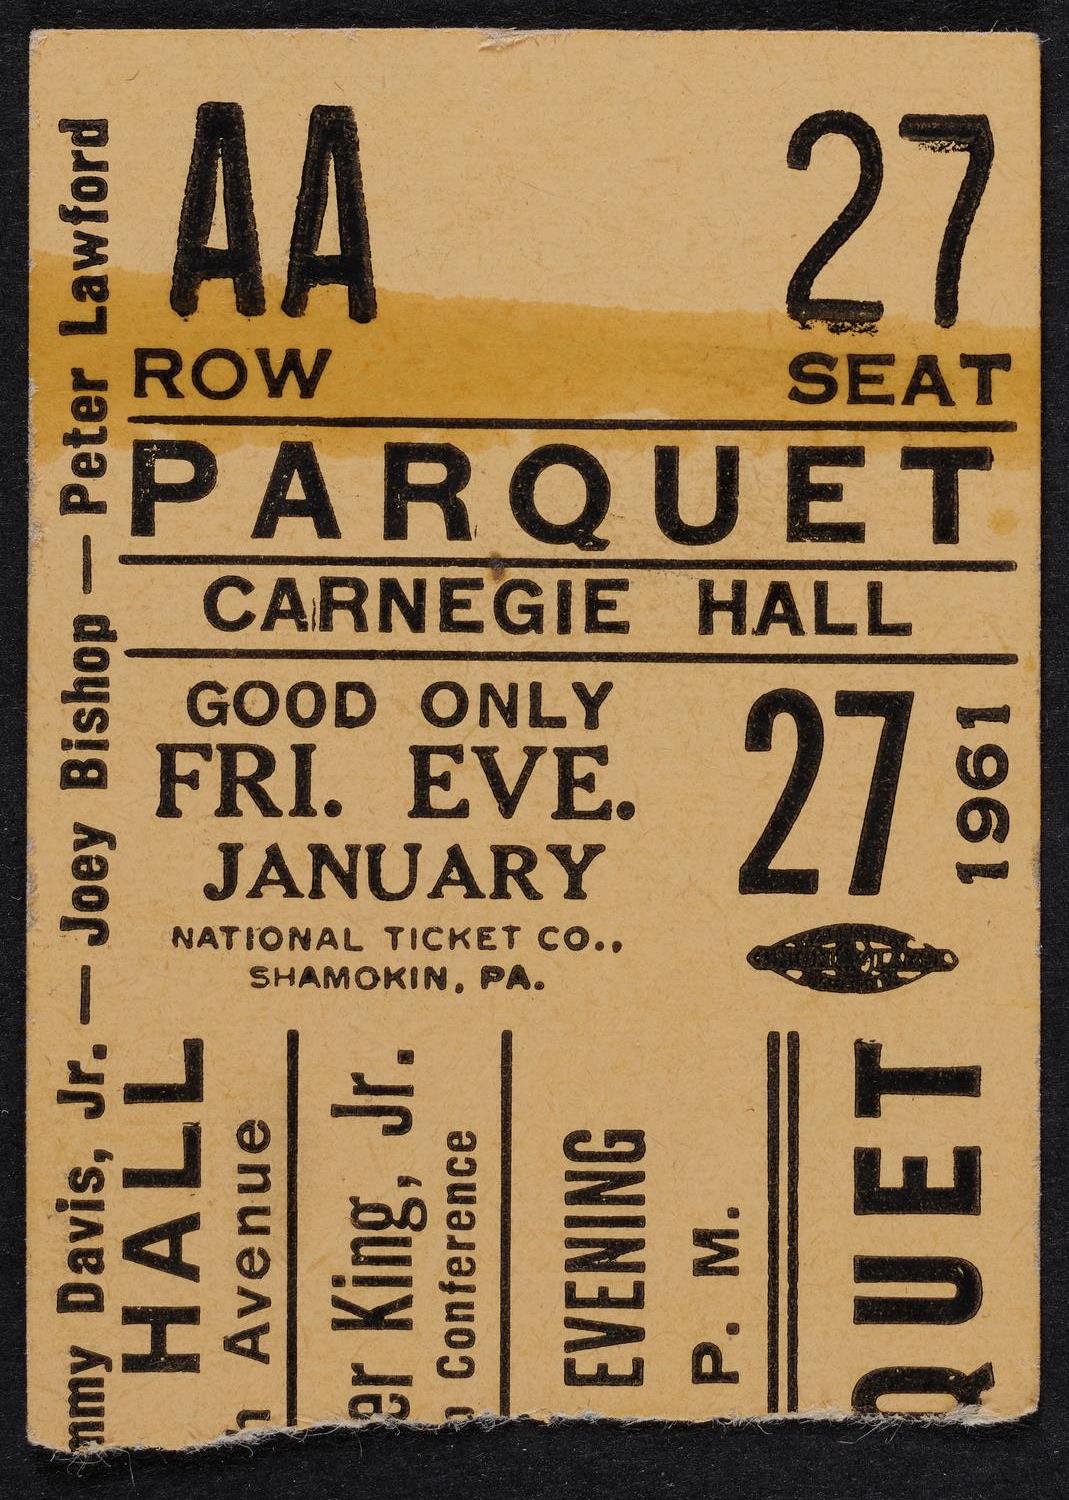 AA 27
ROW SEAT
PARQUET
CARNEGIE HALL
GOOD ONLY
FRI. EVE.
JANUARY
27
1961
NATIONAL TICKET CO.,
SHAMOKIN, PA.
mmy Davis, Jr. — Joey Bishop — Peter Lawford
HALL
n Avenue
er King, Jr.
Conference
EVENING
P. M.
QUET